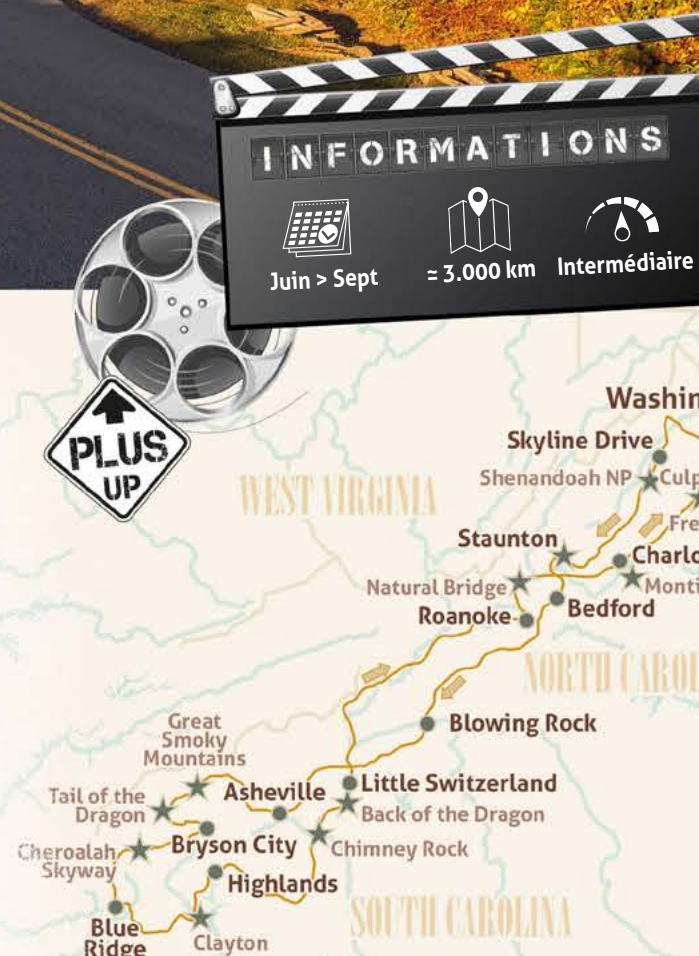 INFORMATIONS
Juin > Sept
≃ 3.000 km
Intermédiaire
PLUS
UP
Washin
Skyline Drive
Shenandoah NP
Culp
WEST VIRGINIA
Fre
Staunton
Charlo
Natural Bridge
Monti
Roanoke
Bedford
NORTH CAROL
Blowing Rock
Great
Smoky
Mountains
Tail of the
Dragon
Asheville
Little Switzerland
Back of the Dragon
Cheroalah
Skyway
Bryson City
Chimney Rock
Highlands
Blue
Ridge
Clayton
SOUTH CAROLINA